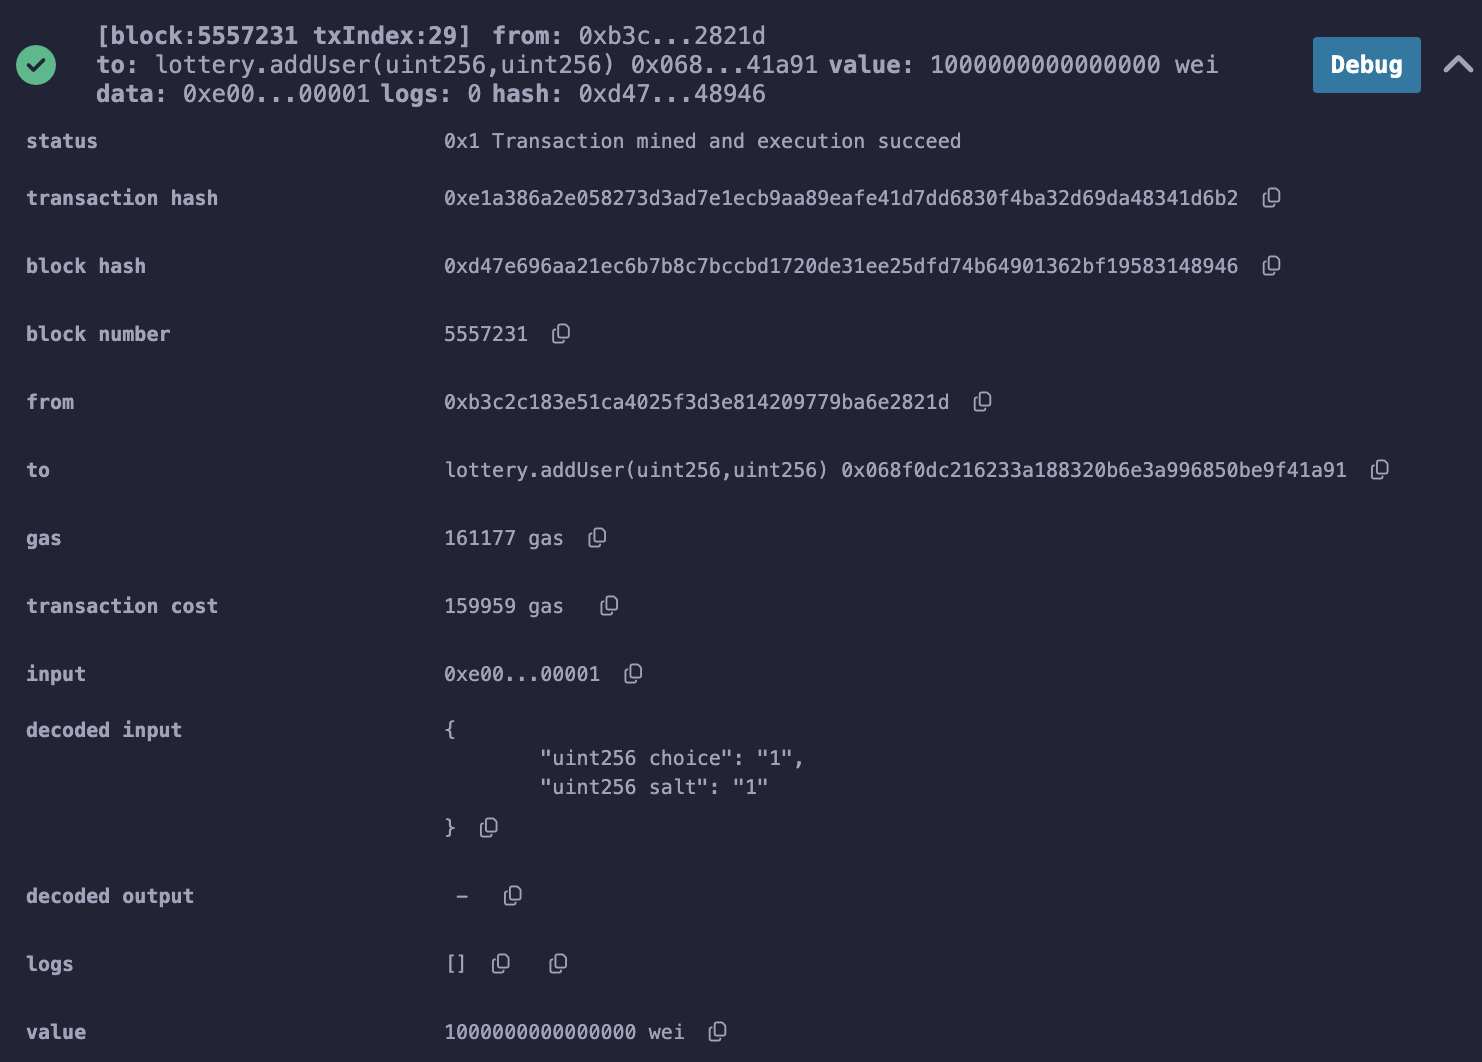 [block:5557231 txIndex:29] from: 0xb3c...2821d
to: lottery.addUser(uint256,uint256) 0x068...41a91 value: 1000000000000000 wei
data: 0xe00...00001 logs: 0 hash: 0xd47...48946
Debug
status 0x1 Transaction mined and execution succeed
transaction hash 0xe1a386a2e058273d3ad7e1ecb9aa89eafe41d7dd6830f4ba32d69da48341d6b2
block hash 0xd47e696aa21ec6b7b8c7bccbd1720de31ee25dfd74b64901362bf19583148946
block number 5557231
from 0xb3c2c183e51ca4025f3d3e814209779ba6e2821d
to lottery.addUser(uint256,uint256) 0x068f0dc216233a188320b6e3a996850be9f41a91
gas 161177 gas
transaction cost 159959 gas
input 0xe00...00001
decoded input {
"uint256 choice": "1",
"uint256 salt": "1"
}
decoded output -
logs []
value 1000000000000000 wei